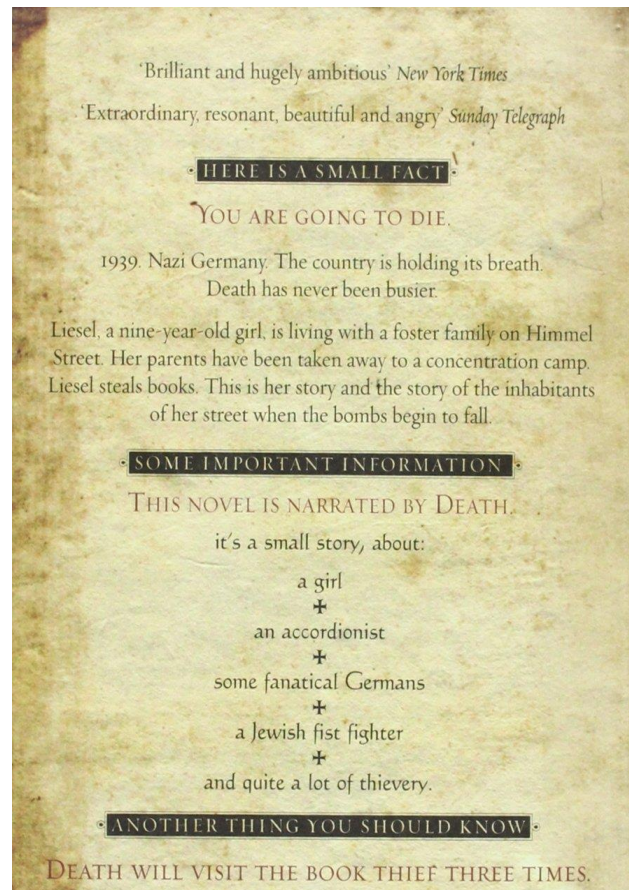 'Brilliant and hugely ambitious' New York Times
'Extraordinary, resonant, beautiful and angry' Sunday Telegraph
HERE IS A SMALL FACT
YOU ARE GOING TO DIE.
1939. Nazi Germany. The country is holding its breath.
Death has never been busier.
Liesel, a nine-year-old girl, is living with a foster family on Himmel
Street. Her parents have been taken away to a concentration camp.
Liesel steals books. This is her story and the story of the inhabitants
of her street when the bombs begin to fall.
SOME IMPORTANT INFORMATION
THIS NOVEL IS NARRATED BY DEATH.
it's a small story, about:
a girl
✠
an accordionist
✠
some fanatical Germans
✠
a Jewish fist fighter
✠
and quite a lot of thievery.
ANOTHER THING YOU SHOULD KNOW
DEATH WILL VISIT THE BOOK THIEF THREE TIMES.